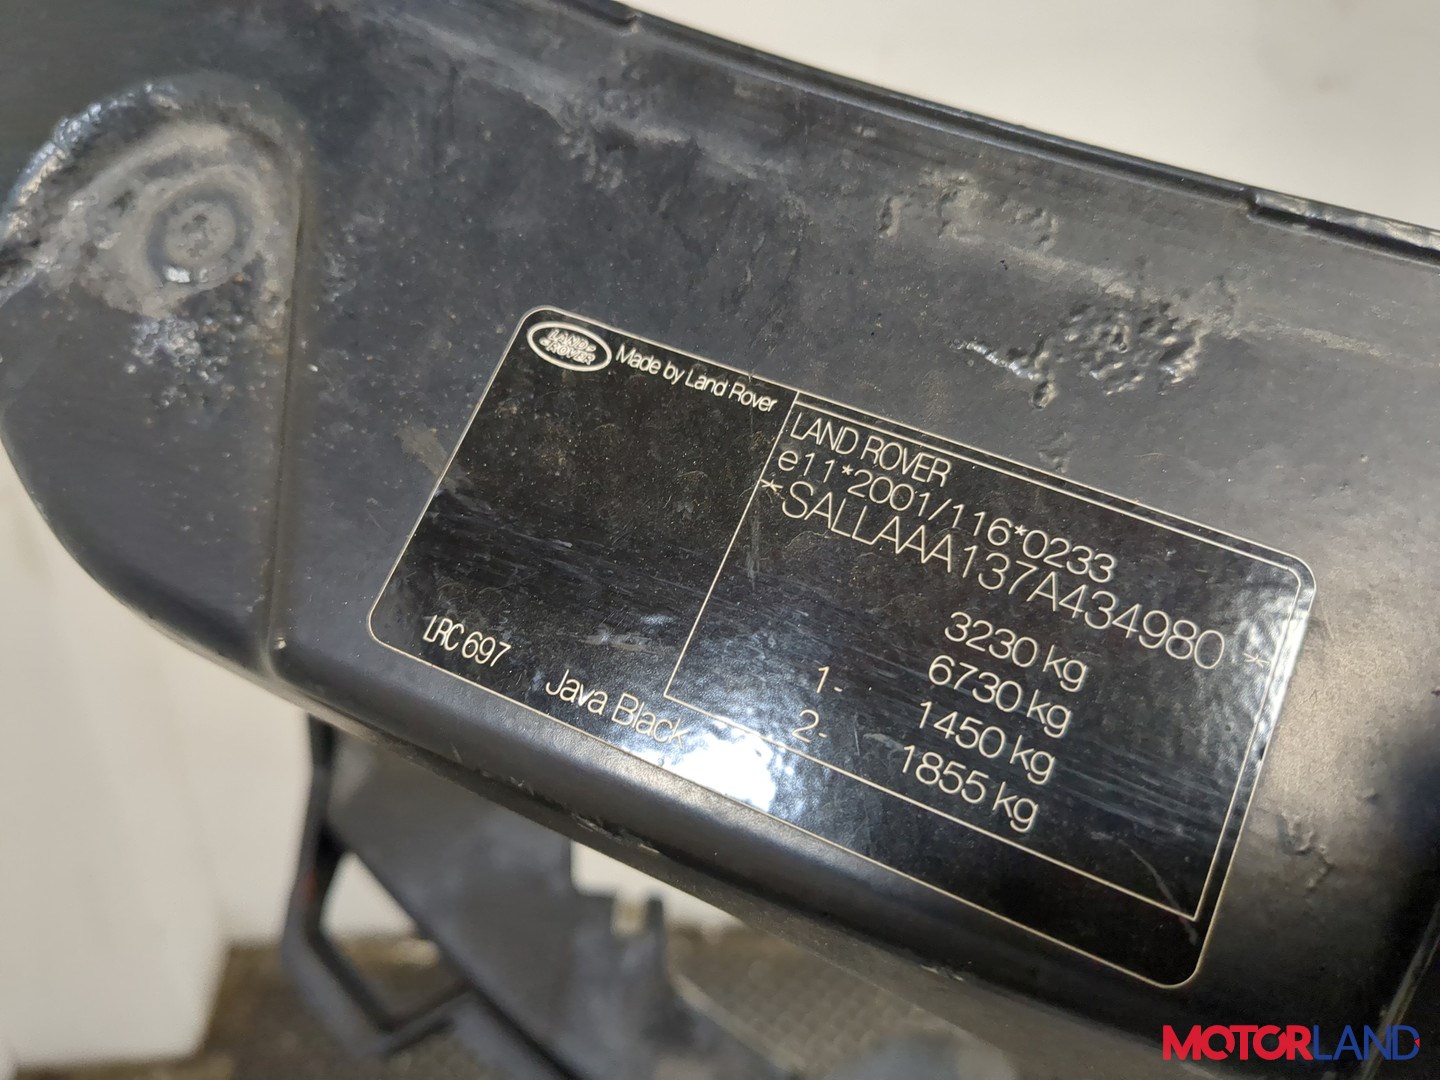 LAND ROVER
Made by Land Rover
LAND ROVER
e11*2001/116*0233
*SALLAAA137A434980 *
3230 kg
6730 kg
1- 1450 kg
2- 1855 kg
LRC 697
Java Black
MOTORLAND